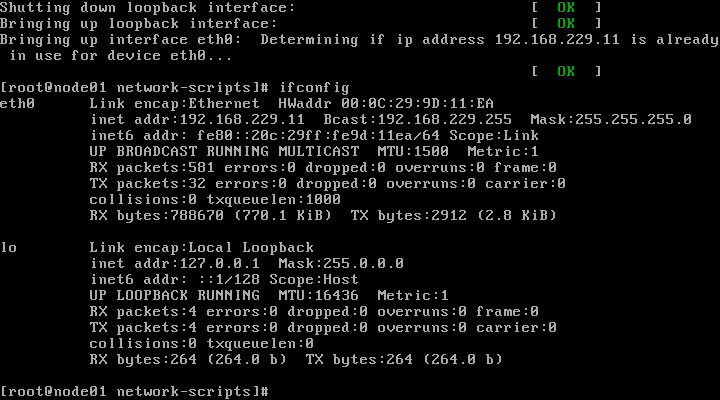 Shutting down loopback interface:                          [  OK  ]
Bringing up loopback interface:                            [  OK  ]
Bringing up interface eth0:  Determining if ip address 192.168.229.11 is already
 in use for device eth0...
                                                           [  OK  ]
[root@node01 network-scripts]# ifconfig
eth0      Link encap:Ethernet  HWaddr 00:0C:29:9D:11:EA
          inet addr:192.168.229.11  Bcast:192.168.229.255  Mask:255.255.255.0
          inet6 addr: fe80::20c:29ff:fe9d:11ea/64 Scope:Link
          UP BROADCAST RUNNING MULTICAST  MTU:1500  Metric:1
          RX packets:581 errors:0 dropped:0 overruns:0 frame:0
          TX packets:32 errors:0 dropped:0 overruns:0 carrier:0
          collisions:0 txqueuelen:1000
          RX bytes:788670 (770.1 KiB)  TX bytes:2912 (2.8 KiB)

lo        Link encap:Local Loopback
          inet addr:127.0.0.1  Mask:255.0.0.0
          inet6 addr: ::1/128 Scope:Host
          UP LOOPBACK RUNNING  MTU:16436  Metric:1
          RX packets:4 errors:0 dropped:0 overruns:0 frame:0
          TX packets:4 errors:0 dropped:0 overruns:0 carrier:0
          collisions:0 txqueuelen:0
          RX bytes:264 (264.0 b)  TX bytes:264 (264.0 b)

[root@node01 network-scripts]#